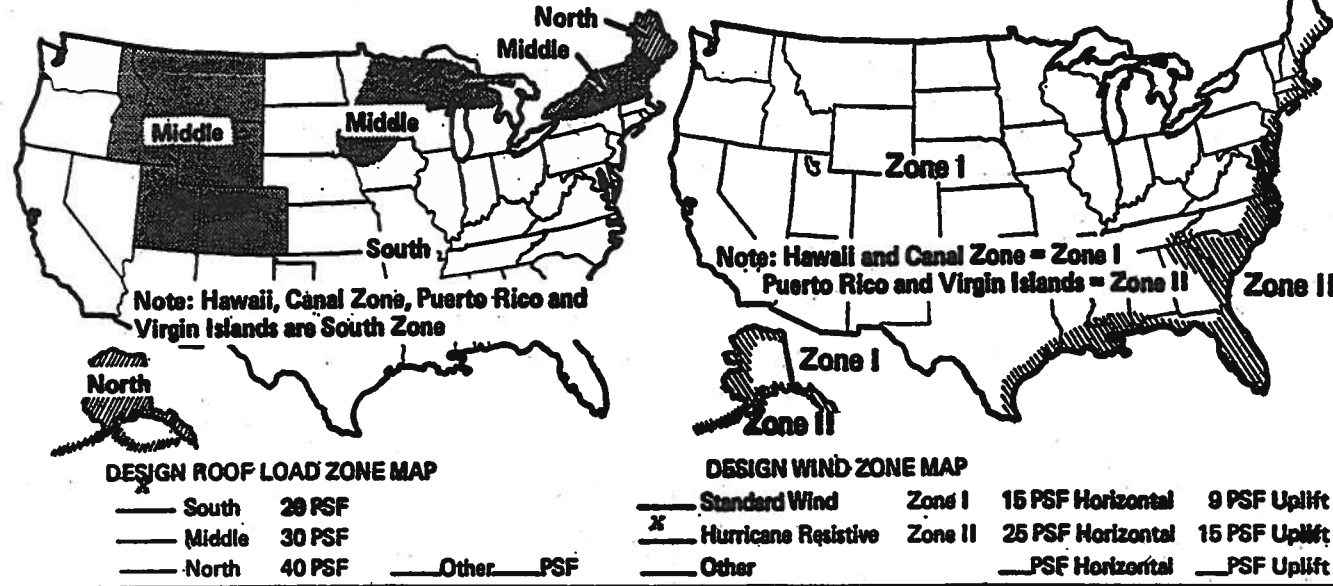 North
Middle
Middle
Middle
South
Note: Hawaii, Canal Zone, Puerto Rico and
Virgin Islands are South Zone
North
DESIGN ROOF LOAD ZONE MAP
x
South 20 PSF
Middle 30 PSF
North 40 PSF Other PSF
Zone I
Note: Hawaii and Canal Zone = Zone I
Puerto Rico and Virgin Islands = Zone II
Zone II
Zone I
Zone II
DESIGN WIND ZONE MAP
Standard Wind Zone I 15 PSF Horizontal 9 PSF Uplift
x Hurricane Resistive Zone II 25 PSF Horizontal 15 PSF Uplift
Other PSF Horizontal PSF Uplift